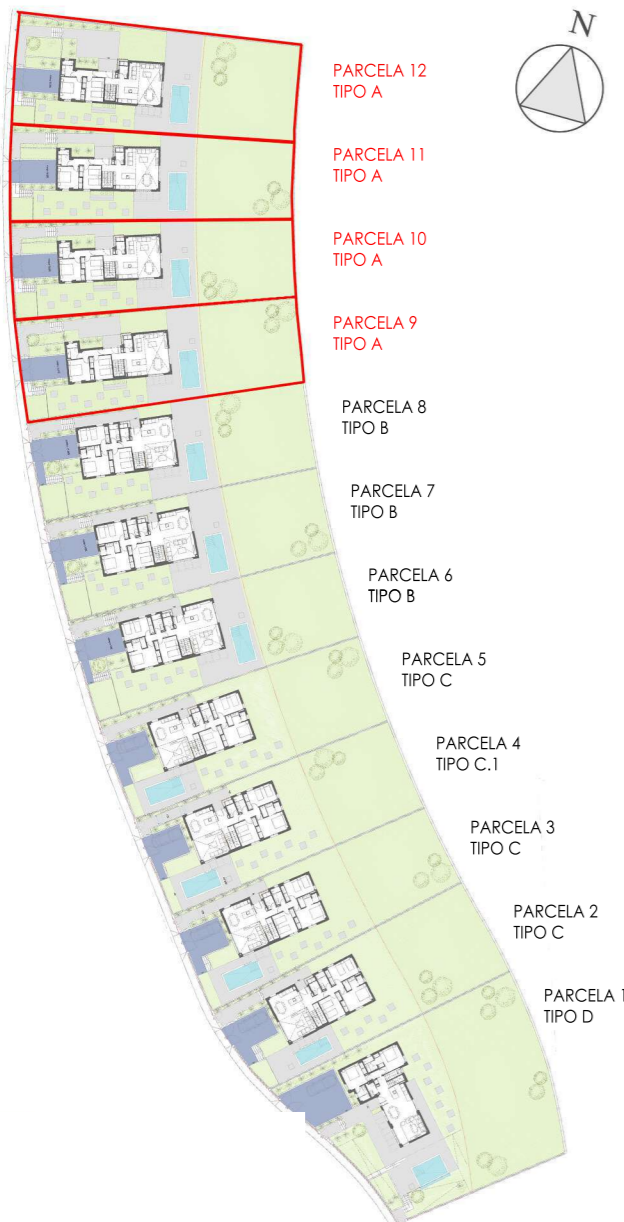 N
PARCELA 12
TIPO A
PARCELA 11
TIPO A
PARCELA 10
TIPO A
PARCELA 9
TIPO A
PARCELA 8
TIPO B
PARCELA 7
TIPO B
PARCELA 6
TIPO B
PARCELA 5
TIPO C
PARCELA 4
TIPO C.1
PARCELA 3
TIPO C
PARCELA 2
TIPO C
PARCELA 1
TIPO D